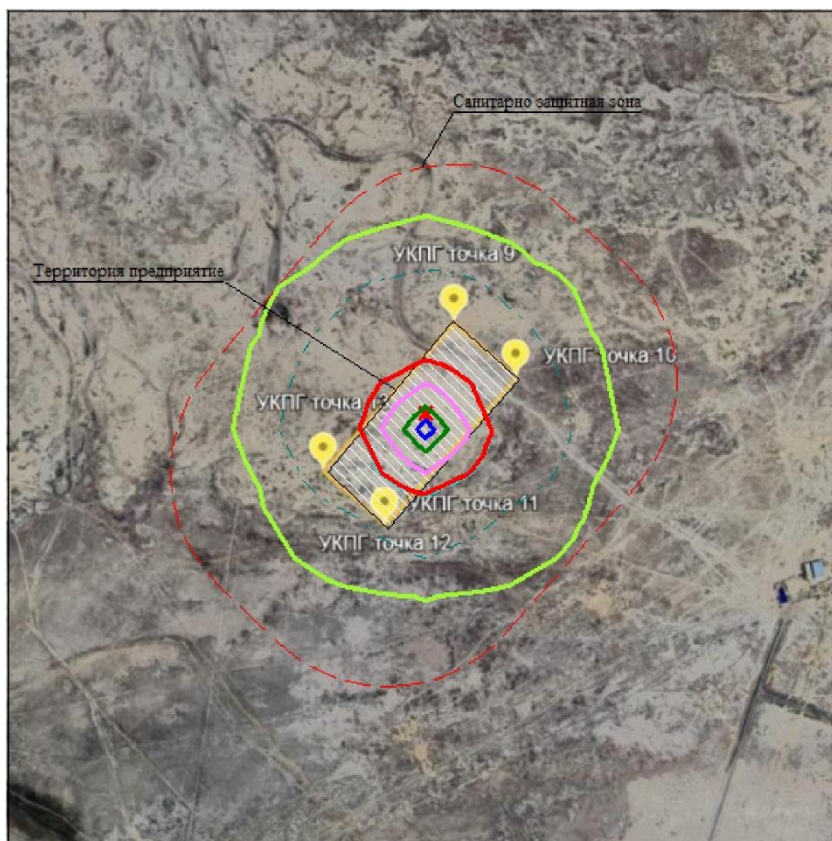 Санитарно защитная зона
УКПГ точка 9
Территория предприятие
УКПГ точка 10
УКПГ точка 13
УКПГ точка 11
УКПГ точка 12